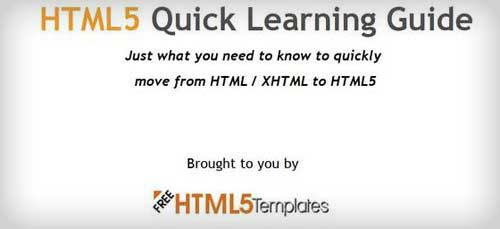 HTML5 Quick Learning Guide
Just what you need to know to quickly
move from HTML / XHTML to HTML5
Brought to you by
FREE HTML5Templates